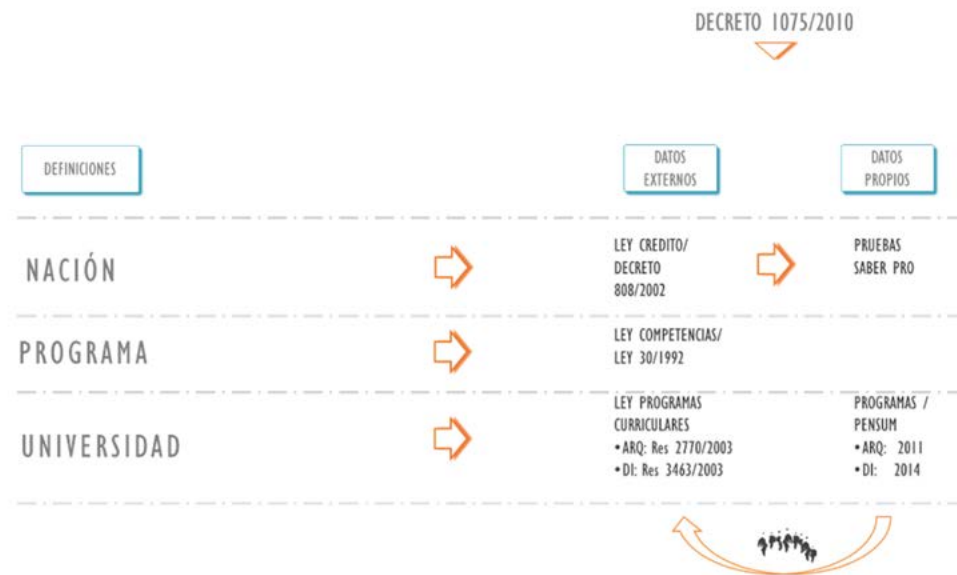 DECRETO 1075/2010
DEFINICIONES
DATOS
EXTERNOS
DATOS
PROPIOS
NACIÓN
LEY CREDITO/
DECRETO
808/2002
PRUEBAS
SABER PRO
PROGRAMA
LEY COMPETENCIAS/
LEY 30/1992
UNIVERSIDAD
LEY PROGRAMAS
CURRICULARES
•ARQ: Res 2770/2003
•DI: Res 3463/2003
PROGRAMAS /
PENSUM
•ARQ: 2011
•DI: 2014